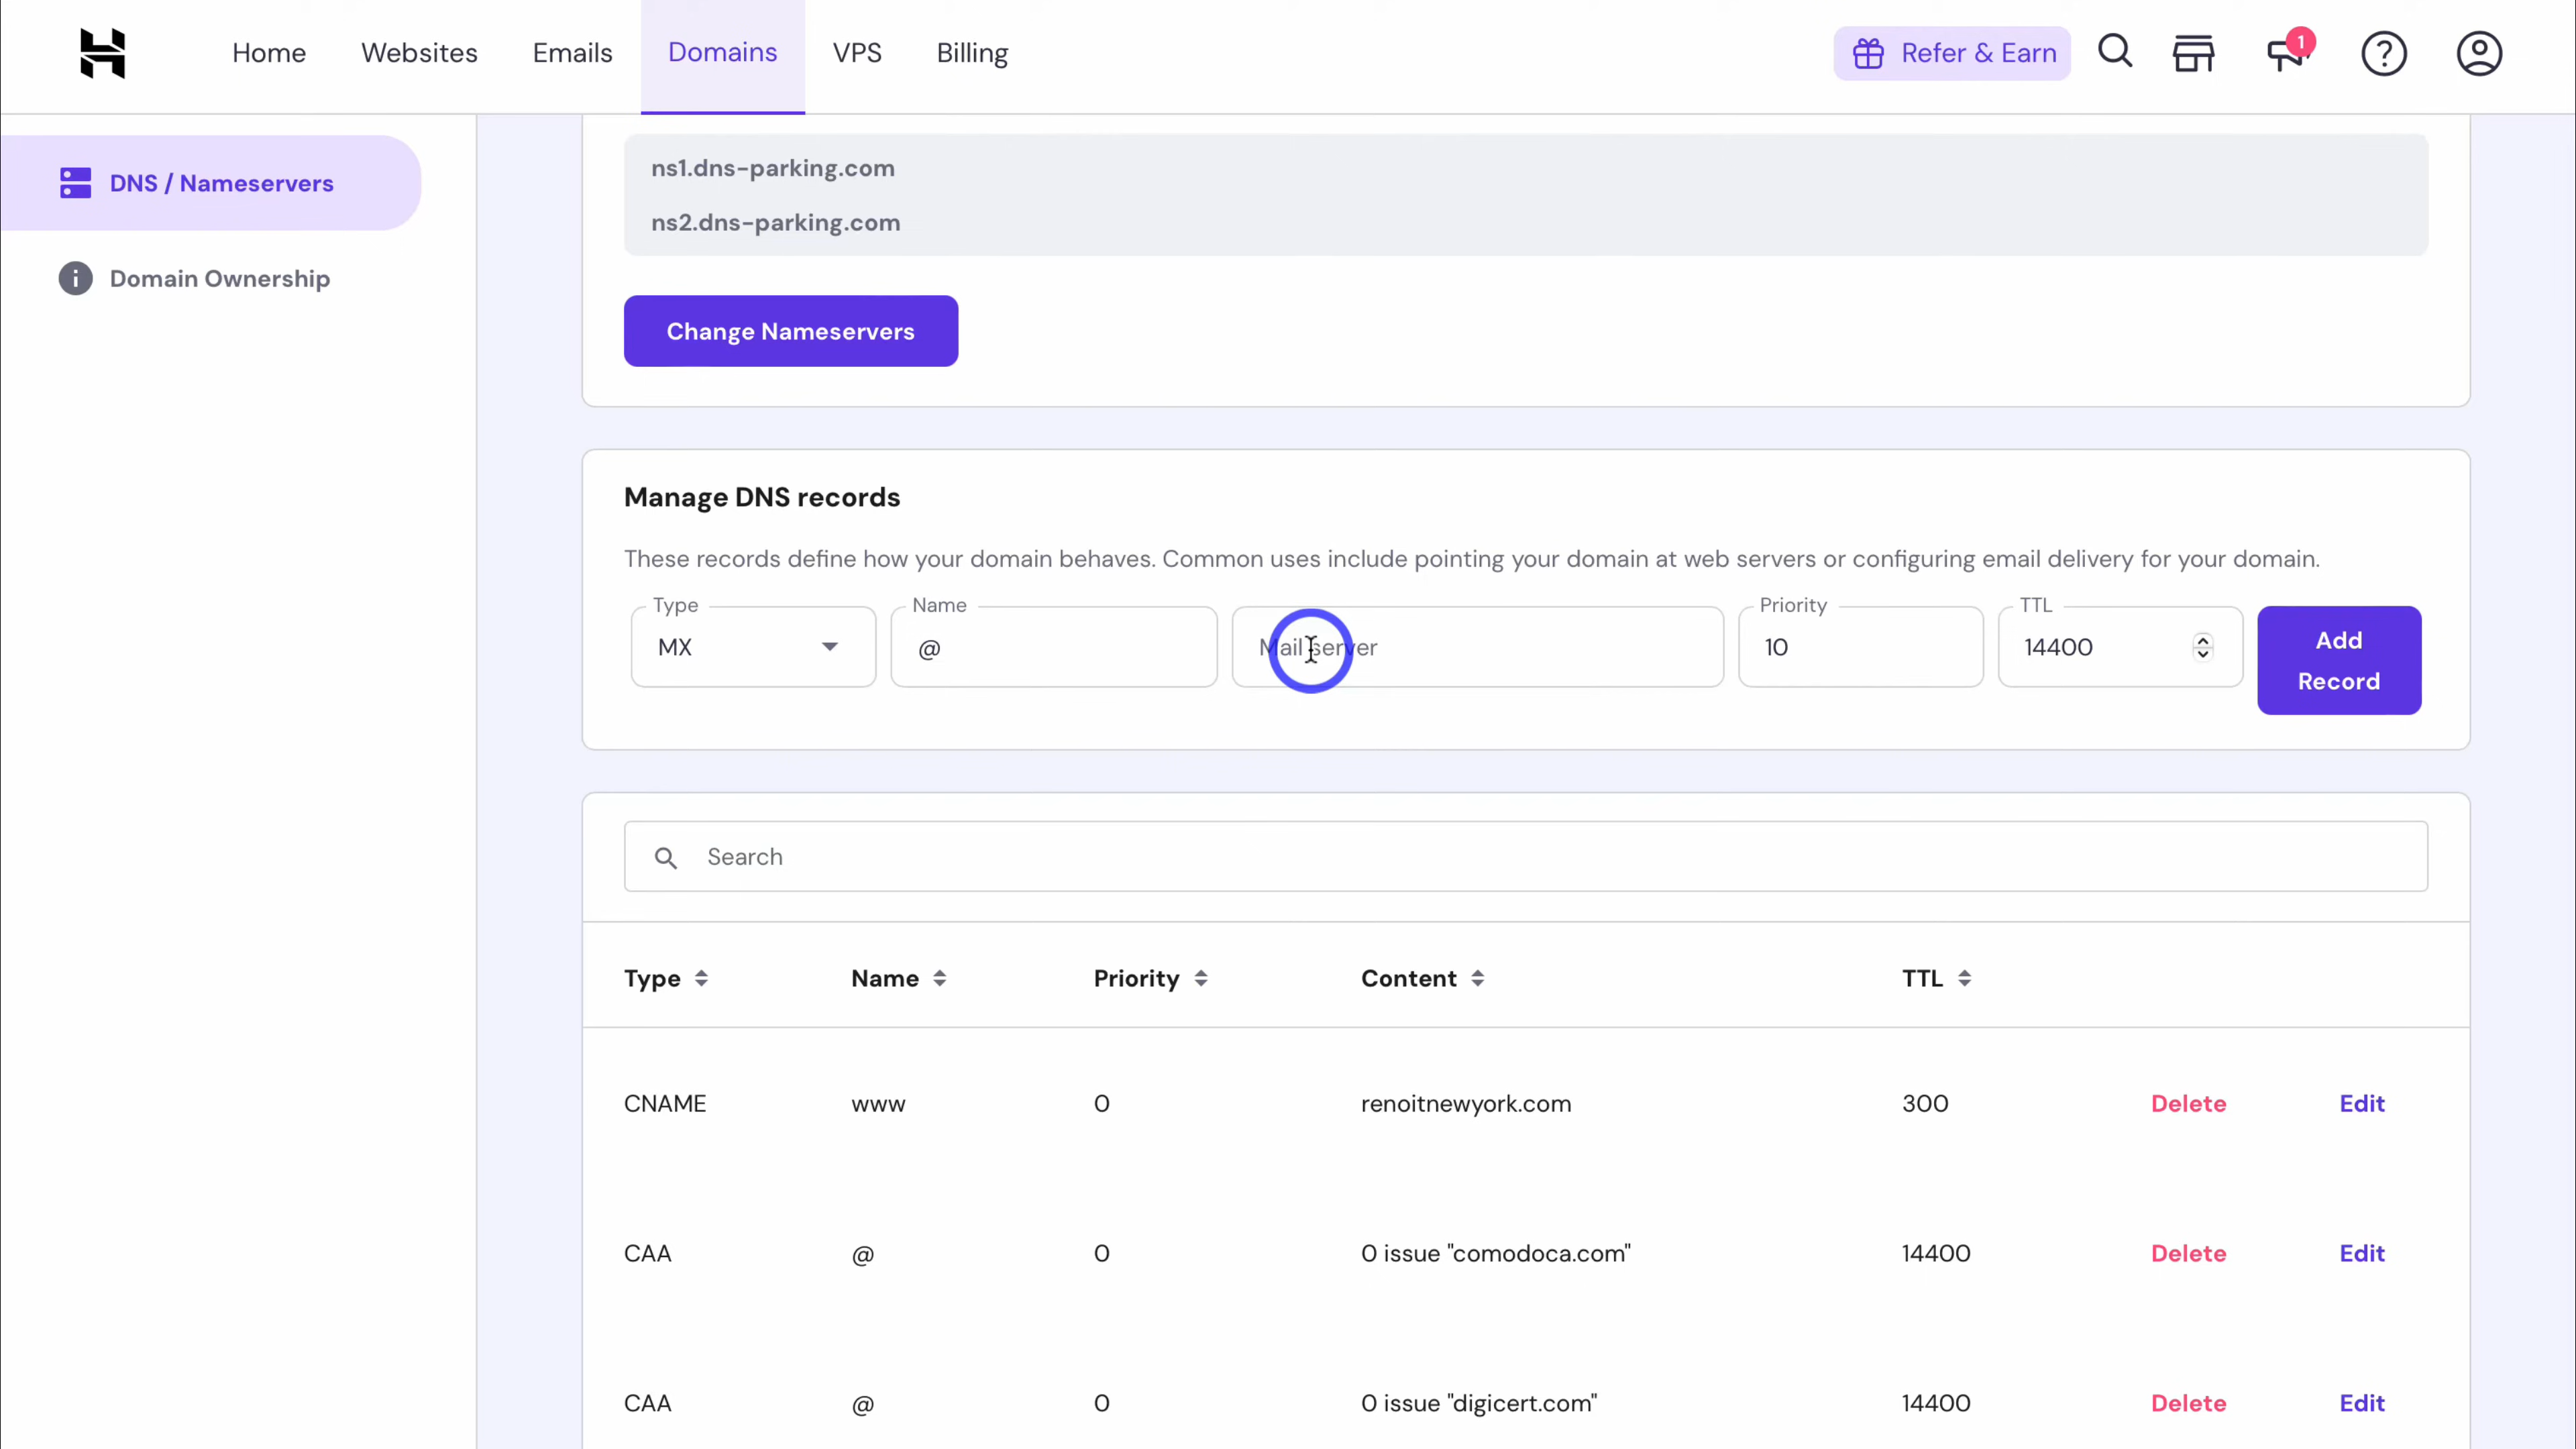 Home Websites Emails Domains VPS Billing Refer & Earn 1
DNS / Nameservers
Domain Ownership
ns1.dns-parking.com
ns2.dns-parking.com
Change Nameservers
Manage DNS records
These records define how your domain behaves. Common uses include pointing your domain at web servers or configuring email delivery for your domain.
Type Name Priority TTL
MX @ Mail server 10 14400 Add Record
Search
Type Name Priority Content TTL
CNAME www 0 renoitnewyork.com 300 Delete Edit
CAA @ 0 0 issue "comodoca.com" 14400 Delete Edit
CAA @ 0 0 issue "digicert.com" 14400 Delete Edit